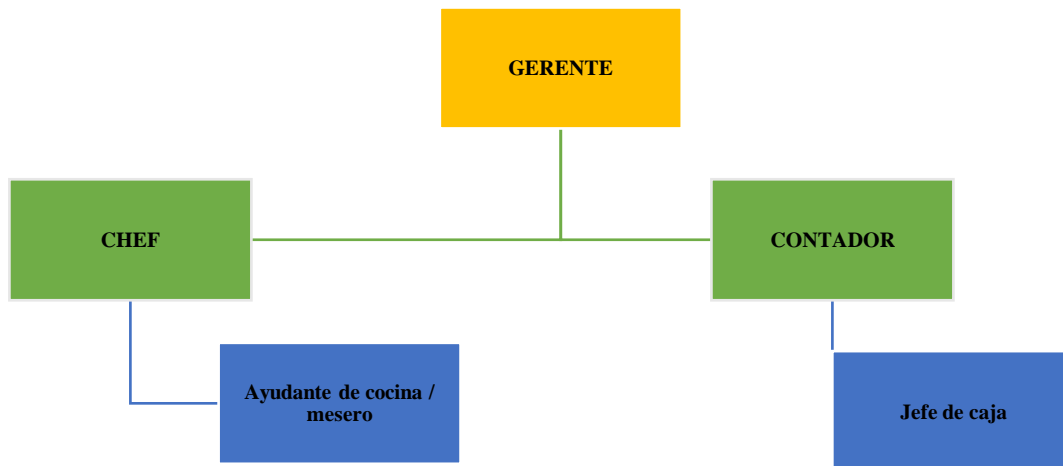 GERENTE
CHEF
CONTADOR
Ayudante de cocina /
mesero
Jefe de caja